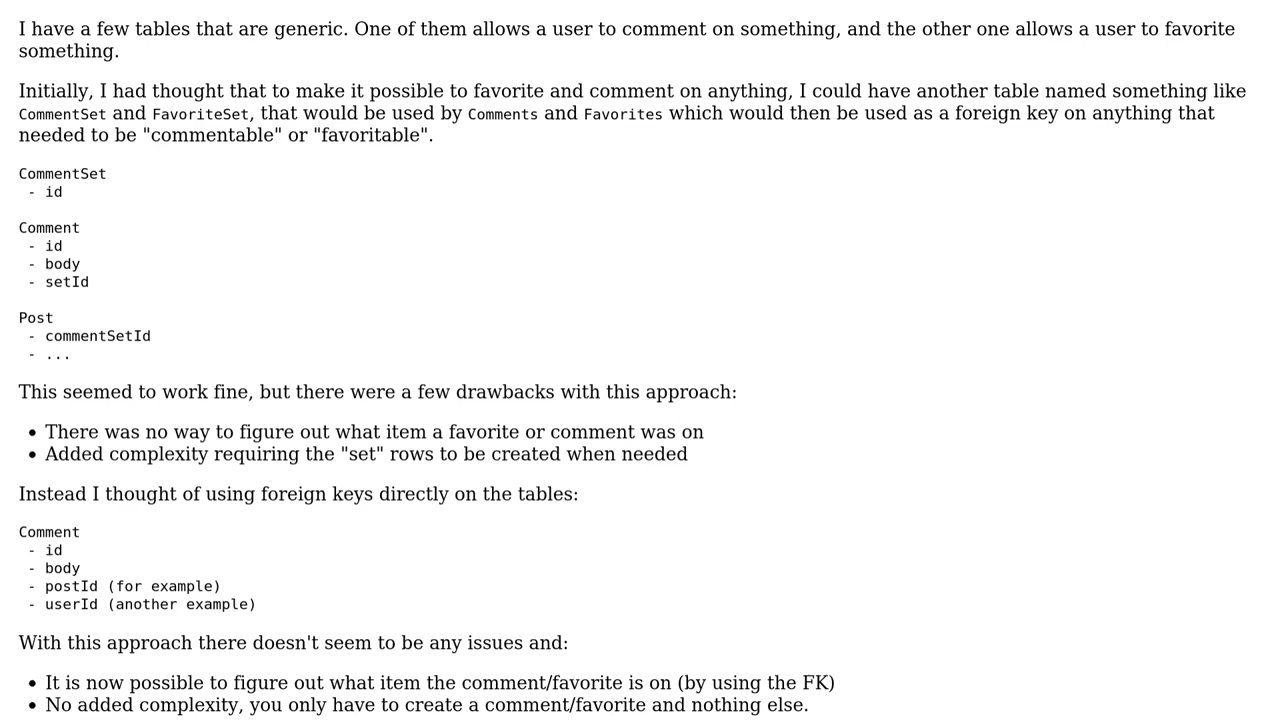 I have a few tables that are generic. One of them allows a user to comment on something, and the other one allows a user to favorite
something.
Initially, I had thought that to make it possible to favorite and comment on anything, I could have another table named something like
CommentSet and FavoriteSet, that would be used by Comments and Favorites which would then be used as a foreign key on anything that
needed to be "commentable" or "favoritable".
CommentSet
- id
Comment
- id
- body
- setId
Post
- commentSetId
- ...
This seemed to work fine, but there were a few drawbacks with this approach:
• There was no way to figure out what item a favorite or comment was on
• Added complexity requiring the "set" rows to be created when needed
Instead I thought of using foreign keys directly on the tables:
Comment
- id
- body
- postId (for example)
- userId (another example)
With this approach there doesn't seem to be any issues and:
• It is now possible to figure out what item the comment/favorite is on (by using the FK)
• No added complexity, you only have to create a comment/favorite and nothing else.